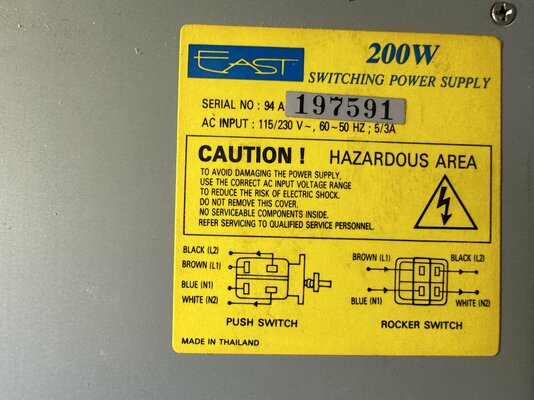 EAST
200W
SWITCHING POWER SUPPLY
SERIAL NO : 94 A 197591
AC INPUT : 115/230 V ~, 60~50 HZ ; 5/3A
CAUTION ! HAZARDOUS AREA
TO AVOID DAMAGING THE POWER SUPPLY,
USE THE CORRECT AC INPUT VOLTAGE RANGE
TO REDUCE THE RISK OF ELECTRIC SHOCK.
DO NOT REMOVE THIS COVER.
NO SERVICEABLE COMPONENTS INSIDE.
REFER SERVICING TO QUALIFIED SERVICE PERSONNEL.
BLACK (L2)
BROWN (L1)
BLUE (N1)
WHITE (N2)
PUSH SWITCH
BROWN (L1) BLACK (L2)
BLUE (N1) WHITE (N2)
ROCKER SWITCH
MADE IN THAILAND